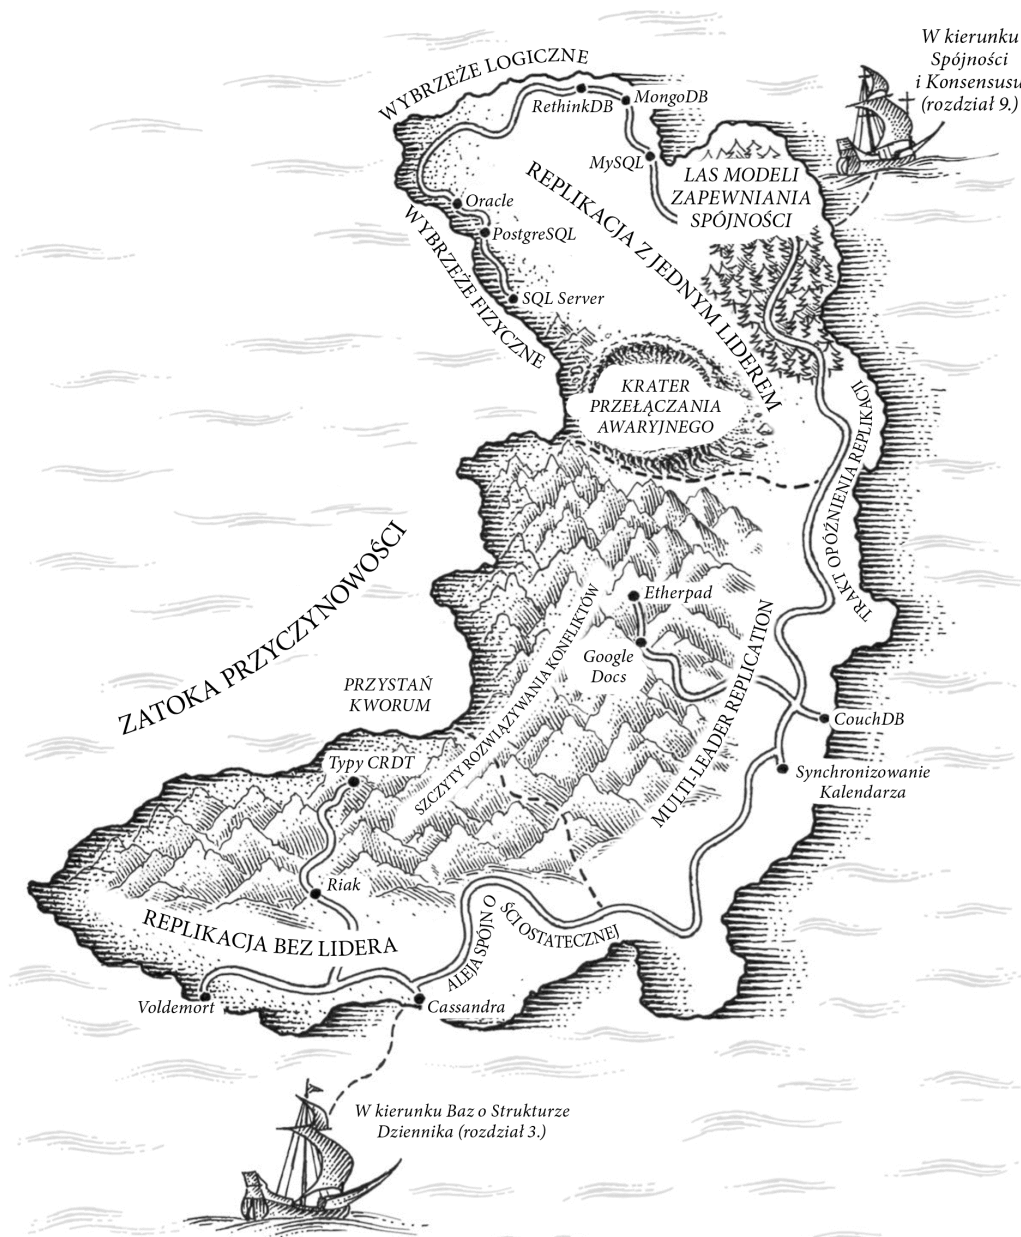 W kierunku
Spójności
i Konsensusu
(rozdział 9.)
WYBRZEŻE LOGICZNE
RethinkDB
MongoDB
MySQL
LAS MODELI
ZAPEWNIANIA
SPÓJNOŚCI
REPLIKACJA Z JEDNYM LIDEREM
Oracle
PostgreSQL
WYBRZEŻE FIZYCZNE
SQL Server
KRATER
PRZEŁĄCZANIA
AWARYJNEGO
TRAKT OPÓŹNIENIA REPLIKACJI
ZATOKA PRZYCZYNOWOŚCI
Etherpad
Google
Docs
SZCZYTY ROZWIĄZYWANIA KONFLIKTÓW
MULTI-LEADER REPLICATION
PRZYSTAŃ
KWORUM
CouchDB
Typy CRDT
Synchronizowanie
Kalendarza
Riak
REPLIKACJA BEZ LIDERA
ALEJA SPÓJN O
ŚCI OSTATECZNEJ
Voldemort
Cassandra
W kierunku Baz o Strukturze
Dziennika (rozdział 3.)